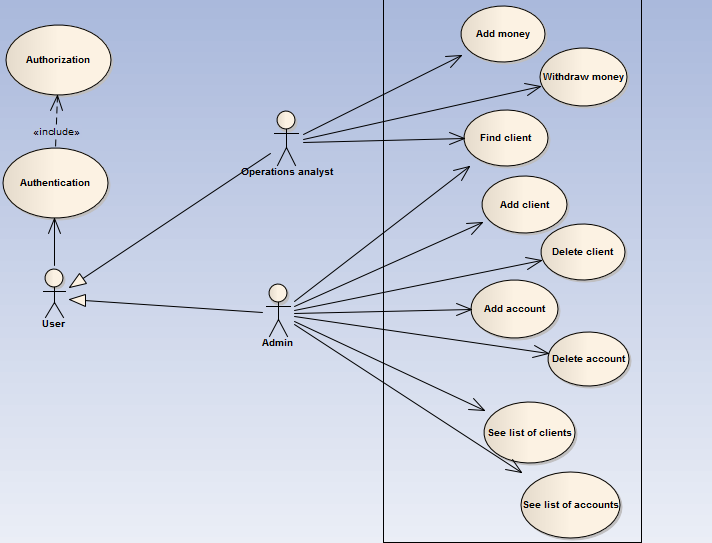 Authorization
«include»
Authentication
User
Operations analyst
Admin
Add money
Withdraw money
Find client
Add client
Delete client
Add account
Delete account
See list of clients
See list of accounts